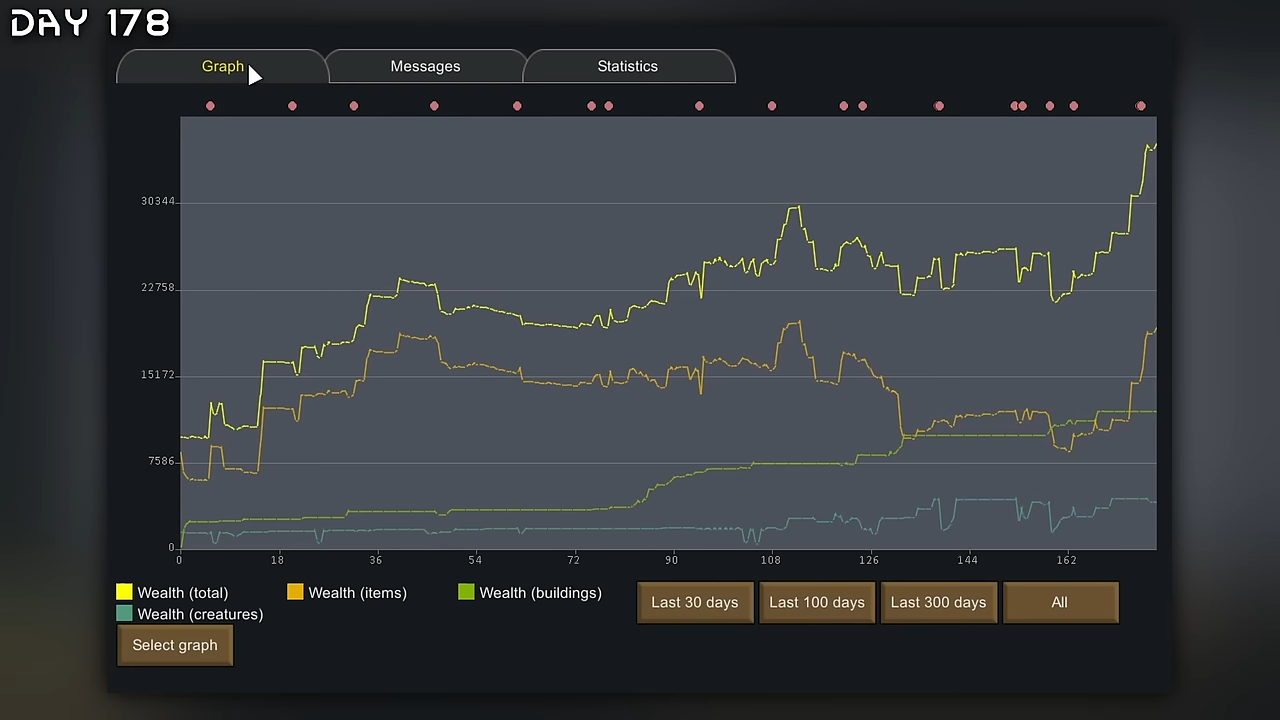 DAY 178
Graph Messages Statistics
30344
22758
15172
7586
0
0 18 36 54 72 90 108 126 144 162
Wealth (total) Wealth (items) Wealth (buildings)
Wealth (creatures)
Last 30 days Last 100 days Last 300 days All
Select graph